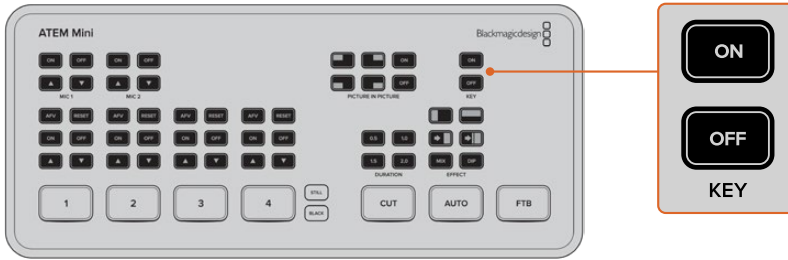 ATEM Mini
Blackmagicdesign
ON OFF ON OFF
ON ON
▲ ▼ ▲ ▼
OFF OFF
MIC 1 MIC 2
PICTURE IN PICTURE KEY
AFV RESET AFV RESET AFV RESET AFV RESET
ON OFF ON OFF ON OFF ON OFF
0.5 1.0
▲ ▼ ▲ ▼ ▲ ▼ ▲ ▼
1.5 2.0 MIX DIP
DURATION EFFECT
1 2 3 4
STILL
BLACK
CUT AUTO FTB
ON
OFF
KEY